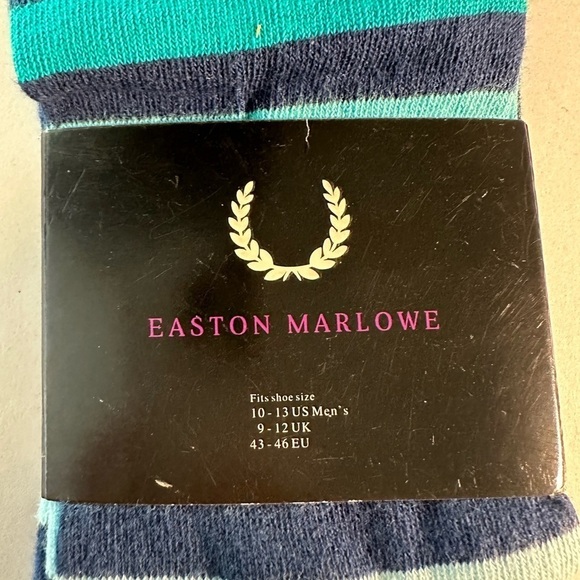 EASTON MARLOWE
Fits shoe size
10 - 13 US Men's
9 - 12 UK
43 - 46 EU